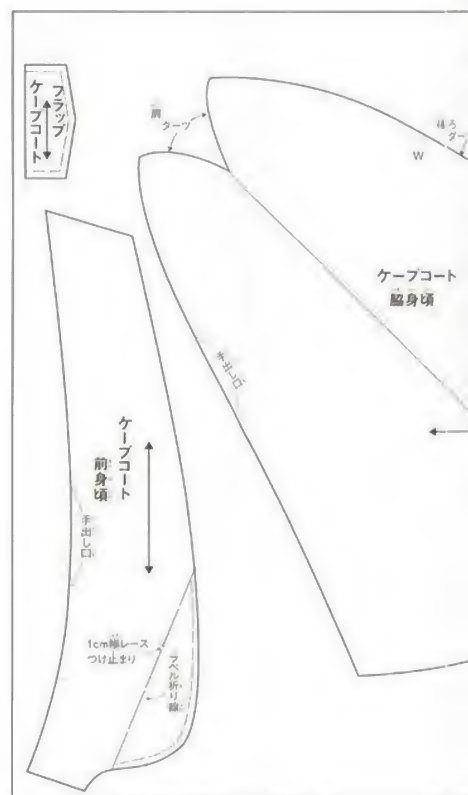 フラップ
ケープコート
肩
ダーツ
後ろ
ダー
W
ケープコート
脇身頃
手出し口
ケープコート
前身頃
手出し口
1cm幅レース
つけ止まり
ラペル折り線